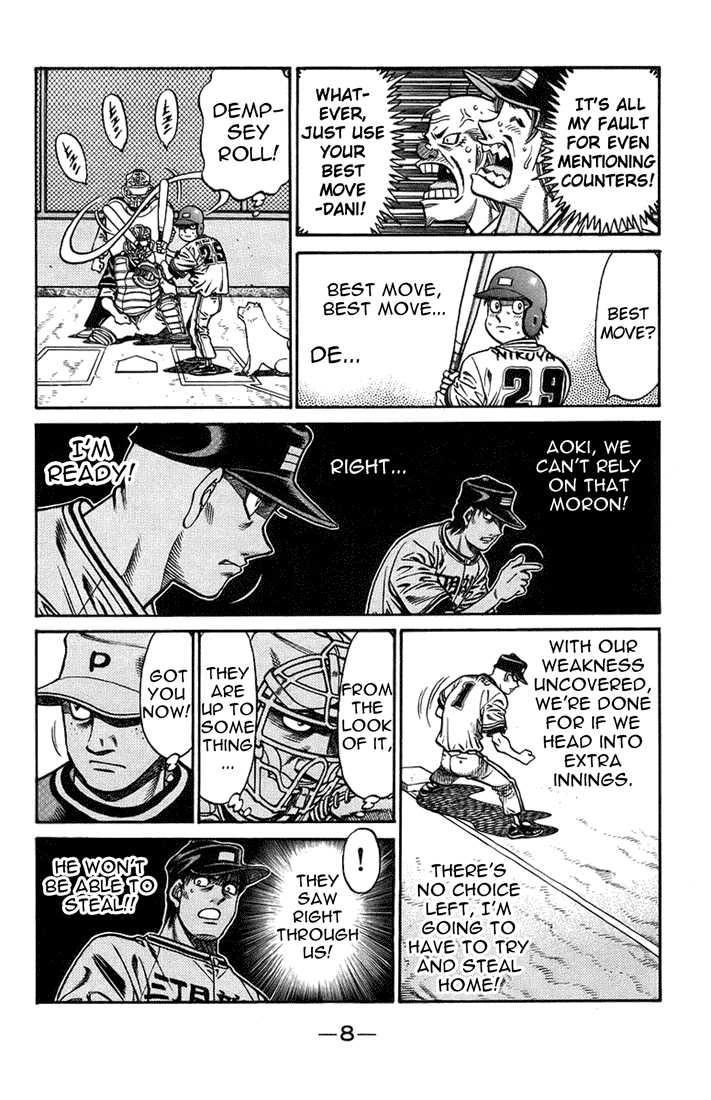 IT'S ALL
MY FAULT
FOR EVEN
MENTIONING
COUNTERS!
WHAT-
EVER,
JUST USE
YOUR
BEST
MOVE
-DANI!
DEMP-
SEY
ROLL!
BEST
MOVE?
BEST MOVE,
BEST MOVE...
DE...
NIKUYA
29
AOKI, WE
CAN'T RELY
ON THAT
MORON!
RIGHT...
I'M
READY!
WITH OUR
WEAKNESS
UNCOVERED,
WE'RE DONE
FOR IF WE
HEAD INTO
EXTRA
INNINGS.
1
THERE'S
NO CHOICE
LEFT, I'M
GOING TO
HAVE TO TRY
AND STEAL
HOME!
FROM
THE
LOOK
OF IT,
THEY
ARE
UP TO
SOME
THING
...
GOT
YOU
NOW!
P
!
THEY
SAW
RIGHT
THROUGH
US!
HE WON'T
BE ABLE TO
STEAL!!
—8—